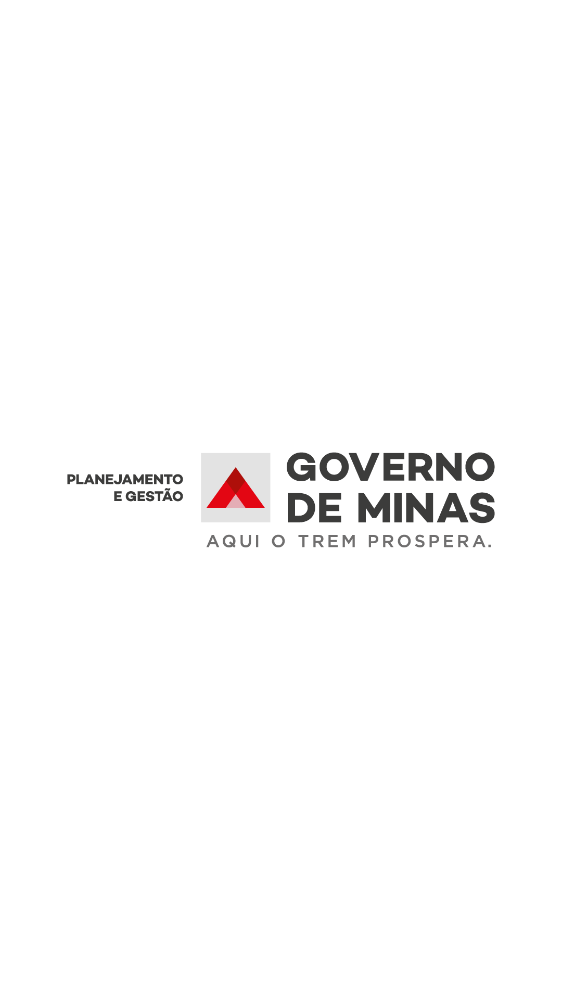 PLANEJAMENTO
E GESTÃO
GOVERNO
DE MINAS
AQUI O TREM PROSPERA.